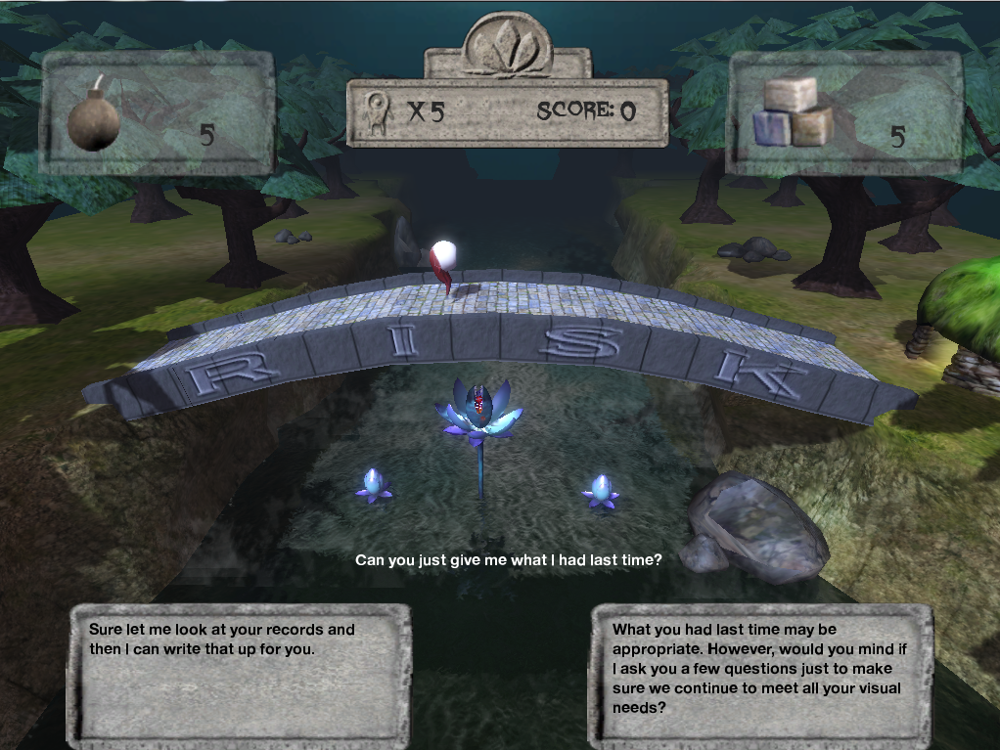 5
X 5 SCORE: 0
5
RISK
Can you just give me what I had last time?
Sure let me look at your records and
then I can write that up for you.
What you had last time may be
appropriate. However, would you mind if
I ask you a few questions just to make
sure we continue to meet all your visual
needs?